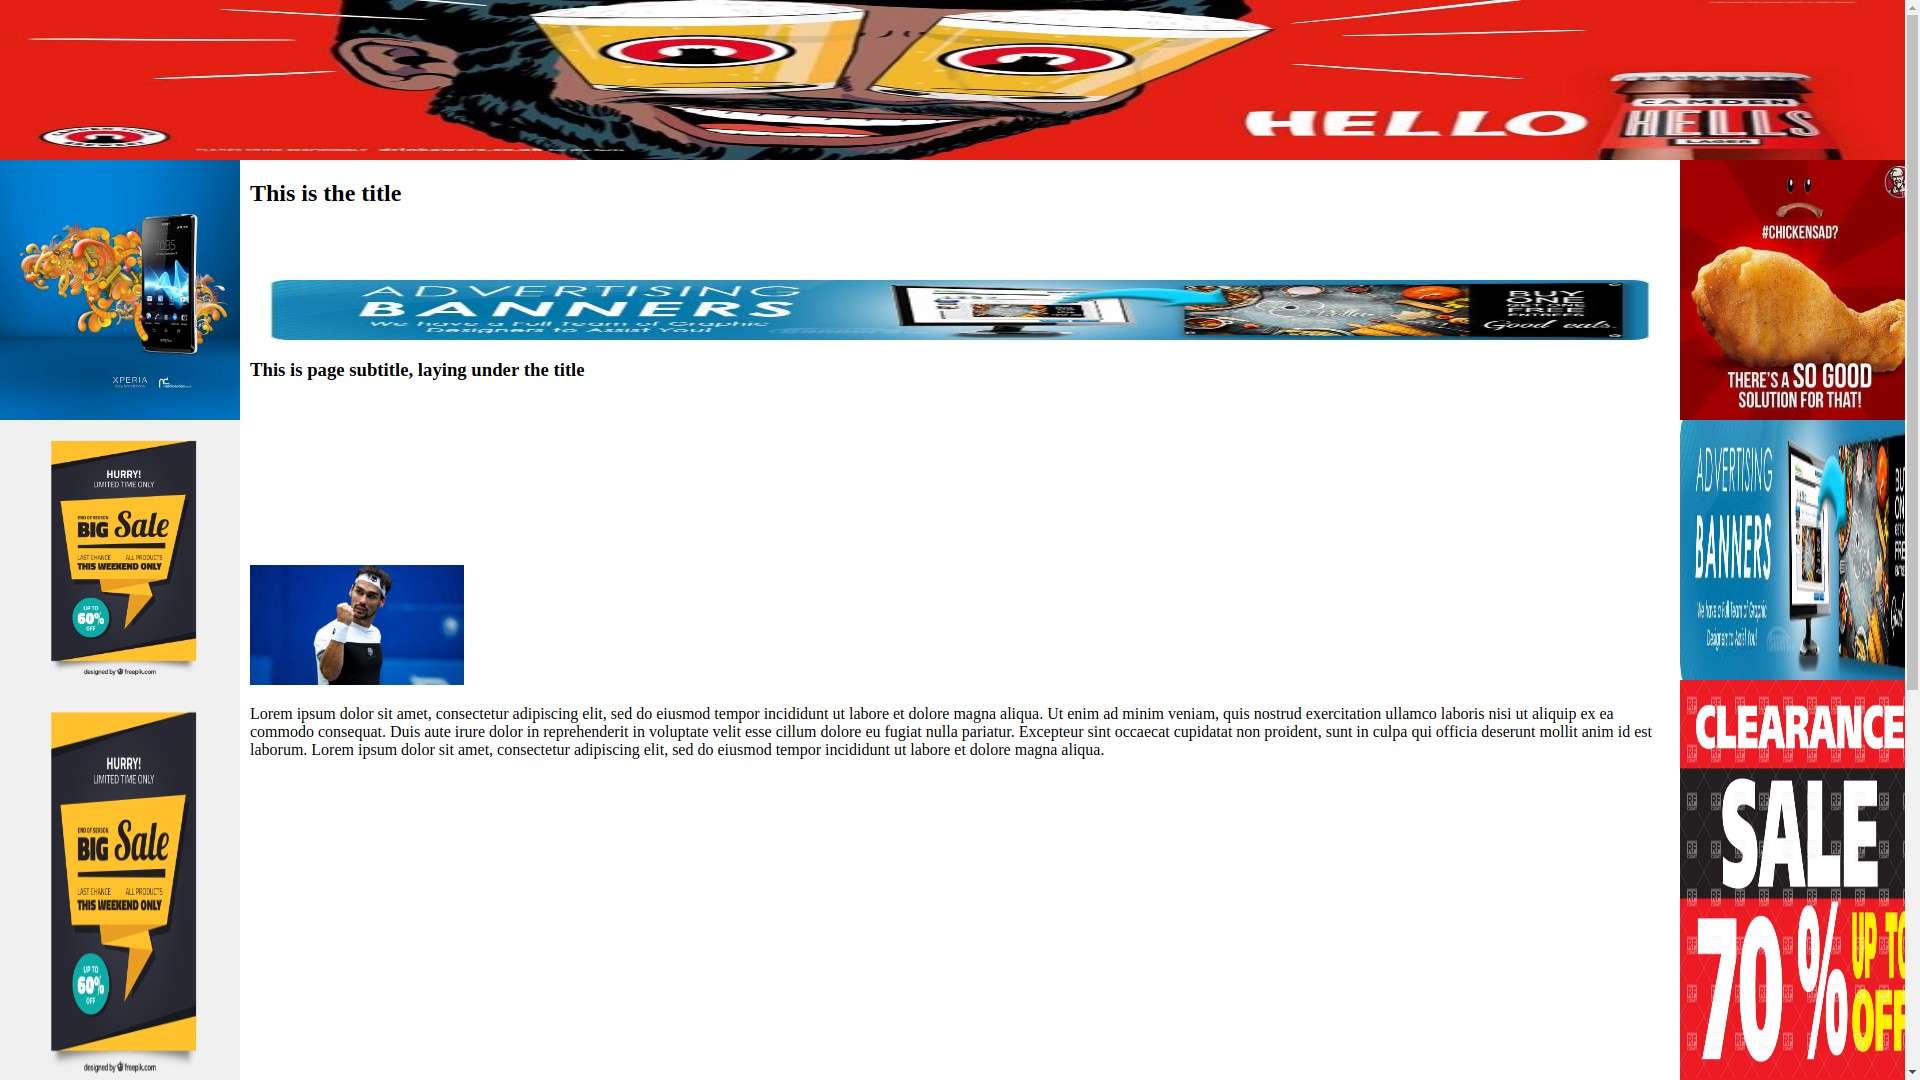 HELLO
CAMDEN
HELLS
LAGER
This is the title
10:35
XPERIA
ADVERTISING
BANNERS
We have a Full Team of Graphic
Designers to Assist You!
BUY
ONE
GET ONE
FREE
Good eats.
This is page subtitle, laying under the title
#CHICKENSAD?
THERE'S A SO GOOD
SOLUTION FOR THAT!
HURRY!
LIMITED TIME ONLY
END OF SEASON
BIG Sale
LAST CHANCE ALL PRODUCTS
THIS WEEKEND ONLY
UP TO
60%
OFF
designed by freepik.com
ADVERTISING
BANNERS
We have a Full Team of Graphic
Designers to Assist You!
Lorem ipsum dolor sit amet, consectetur adipiscing elit, sed do eiusmod tempor incididunt ut labore et dolore magna aliqua. Ut enim ad minim veniam, quis nostrud exercitation ullamco laboris nisi ut aliquip ex ea
commodo consequat. Duis aute irure dolor in reprehenderit in voluptate velit esse cillum dolore eu fugiat nulla pariatur. Excepteur sint occaecat cupidatat non proident, sunt in culpa qui officia deserunt mollit anim id est
laborum. Lorem ipsum dolor sit amet, consectetur adipiscing elit, sed do eiusmod tempor incididunt ut labore et dolore magna aliqua.
HURRY!
LIMITED TIME ONLY
END OF SEASON
BIG Sale
LAST CHANCE ALL PRODUCTS
THIS WEEKEND ONLY
UP TO
60%
OFF
designed by freepik.com
CLEARANCE
SALE
70% UP TO
OFF